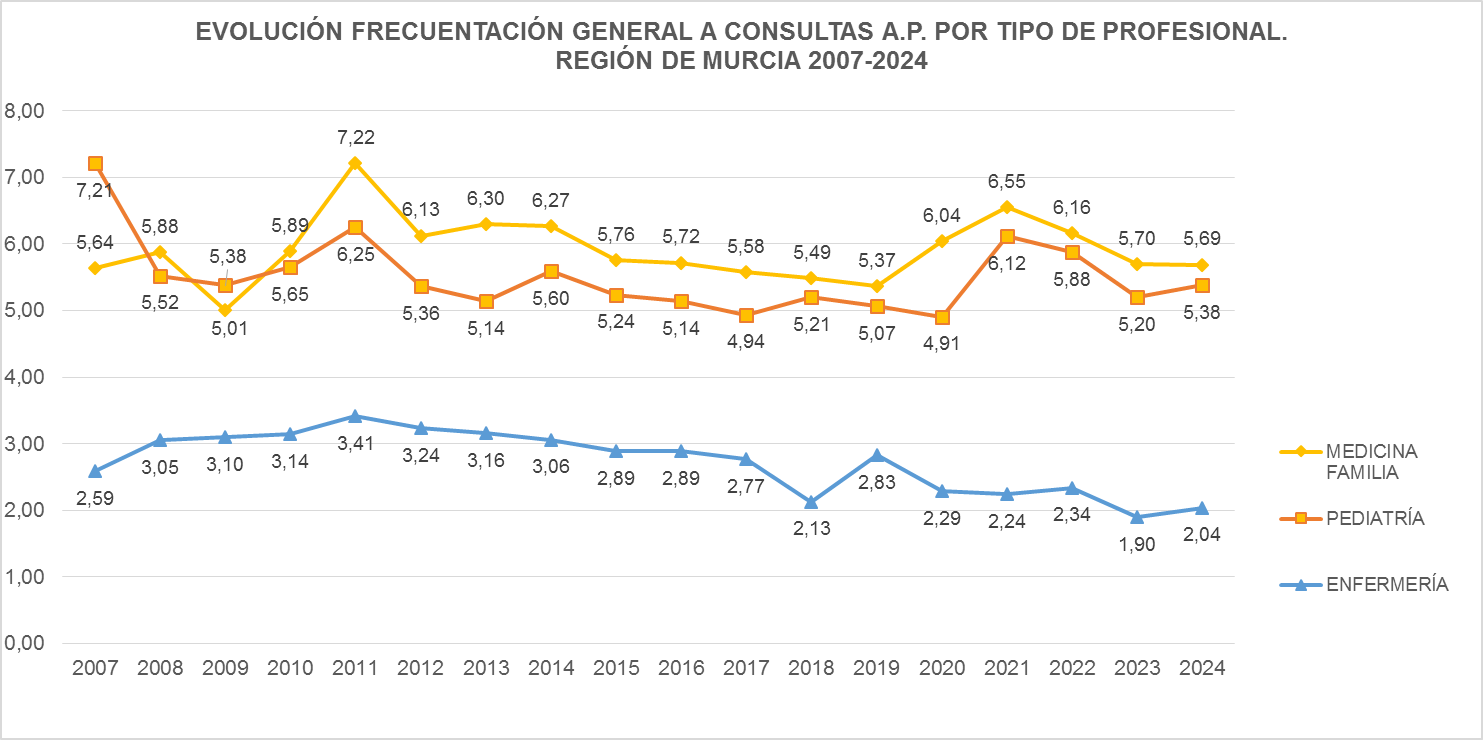 EVOLUCIÓN FRECUENTACIÓN GENERAL A CONSULTAS A.P. POR TIPO DE PROFESIONAL.
REGIÓN DE MURCIA 2007-2024
8,00
7,00
6,00
5,00
4,00
3,00
2,00
1,00
0,00
5,64 5,88 5,01 5,89 7,22 6,13 6,30 6,27 5,76 5,72 5,58 5,49 5,37 6,04 6,55 6,16 5,70 5,69
7,21 5,52 5,38 5,65 6,25 5,36 5,14 5,60 5,24 5,14 4,94 5,21 5,07 4,91 6,12 5,88 5,20 5,38
2,59 3,05 3,10 3,14 3,41 3,24 3,16 3,06 2,89 2,89 2,77 2,13 2,83 2,29 2,24 2,34 1,90 2,04
2007 2008 2009 2010 2011 2012 2013 2014 2015 2016 2017 2018 2019 2020 2021 2022 2023 2024
MEDICINA
FAMILIA
PEDIATRÍA
ENFERMERÍA